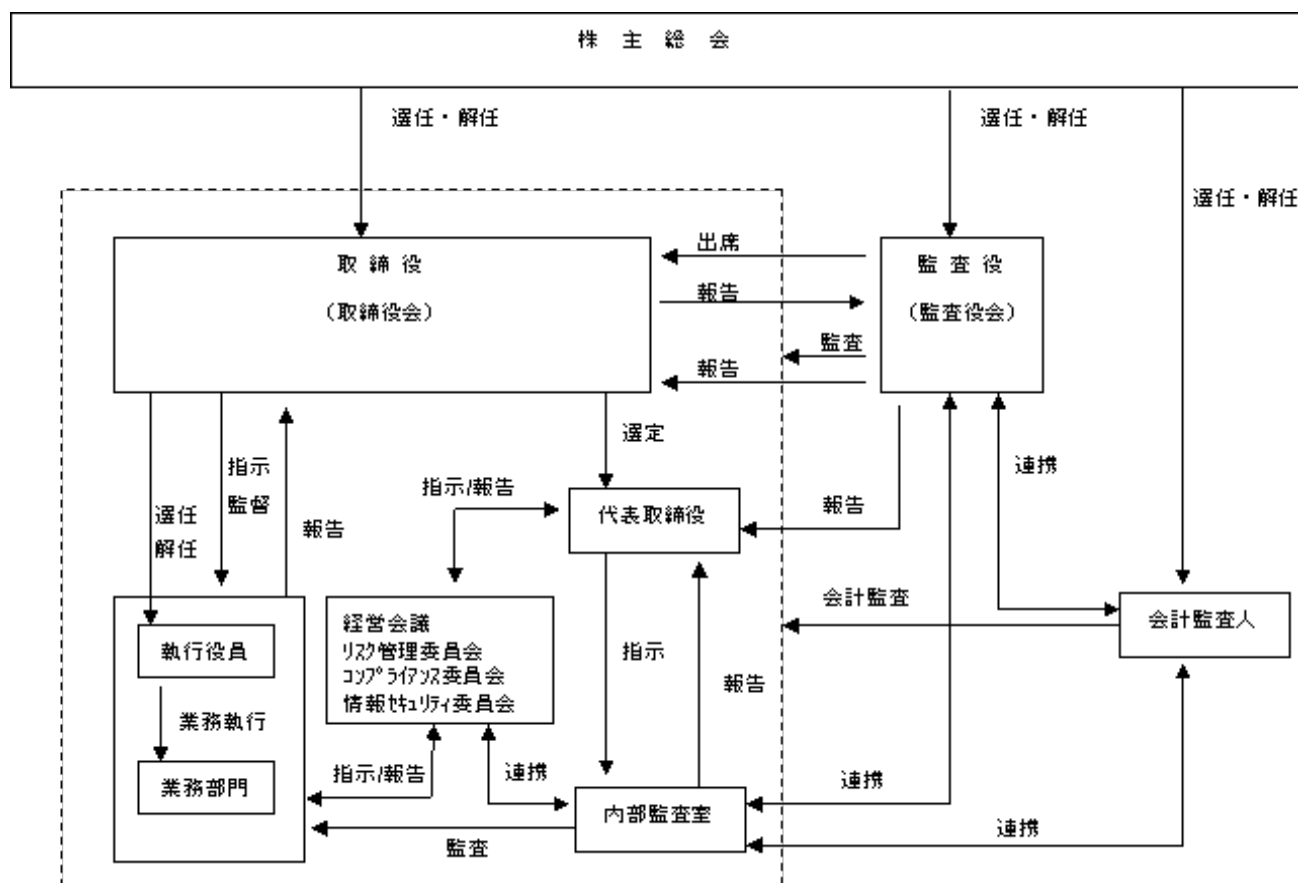 株 主 総 会
選任・解任
選任・解任
選任・解任
取 締 役
（取締役会）
出席
報告
監査
報告
監 査 役
（監査役会）
選任
解任
指示
監督
報告
選定
指示/報告
代表取締役
報告
連携
執行役員
業務執行
業務部門
経営会議
ﾘｽｸ管理委員会
ｺﾝﾌﾟﾗｲｱﾝｽ委員会
情報ｾｷｭﾘﾃｨ委員会
指示
報告
会計監査
会計監査人
指示/報告
連携
内部監査室
監査
連携
連携